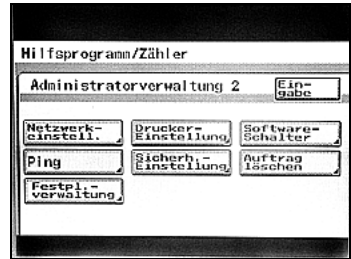 Hilfsprogramm/Zähler
Administratorverwaltung 2
Ein-
gabe
Netzwerk-
einstell.
Drucker-
Einstellung
Software-
Schalter
Ping
Sicherh.-
Einstellung
Auftrag
löschen
Festpl.-
verwaltung